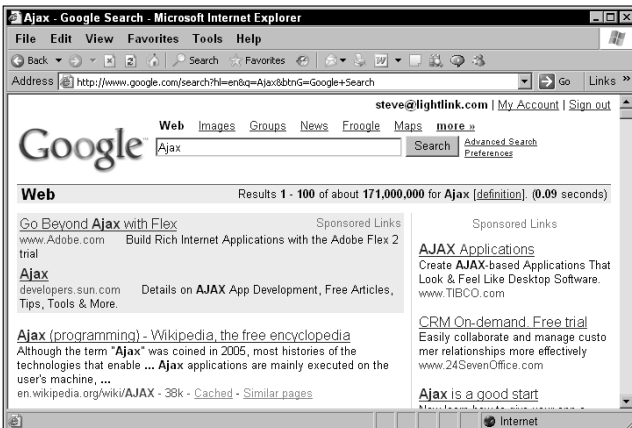 Ajax - Google Search - Microsoft Internet Explorer
File Edit View Favorites Tools Help
Back Search Favorites
Address http://www.google.com/search?hl=en&q=Ajax&btnG=Google+Search Go Links »
steve@lightlink.com | My Account | Sign out
Web Images Groups News Froogle Maps more »
Google™
Ajax Search Advanced Search
Preferences
Web Results 1 - 100 of about 171,000,000 for Ajax [definition]. (0.09 seconds)
Go Beyond Ajax with Flex Sponsored Links
www.Adobe.com Build Rich Internet Applications with the Adobe Flex 2
trial
Ajax
developers.sun.com Details on AJAX App Development, Free Articles,
Tips, Tools & More.
Ajax (programming) - Wikipedia, the free encyclopedia
Although the term "Ajax" was coined in 2005, most histories of the
technologies that enable ... Ajax applications are mainly executed on the
user's machine, ...
en.wikipedia.org/wiki/AJAX - 38k - Cached - Similar pages
Sponsored Links
AJAX Applications
Create AJAX-based Applications That
Look & Feel Like Desktop Software.
www.TIBCO.com
CRM On-demand. Free trial
Easily collaborate and manage custo
mer relationships more effectively
www.24SevenOffice.com
Ajax is a good start
Internet